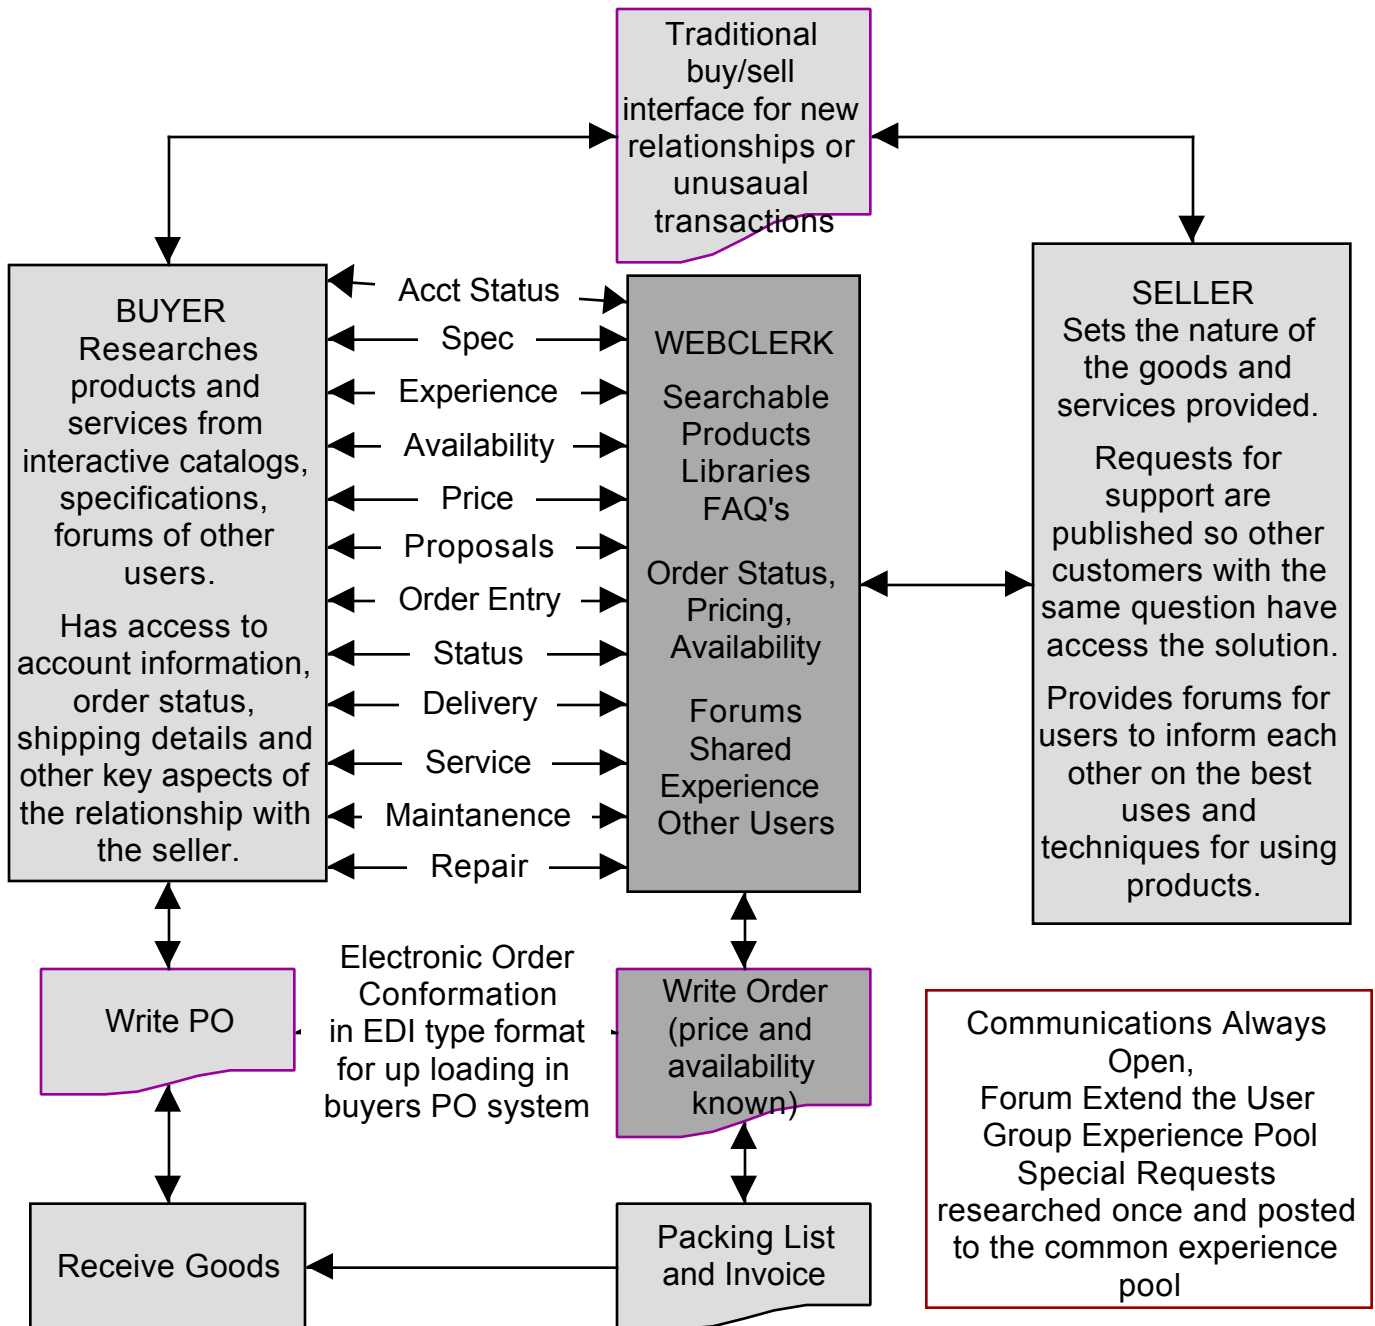 Traditional
buy/sell
interface for new
relationships or
unusaual
transactions
BUYER
Researches
products and
services from
interactive catalogs,
specifications,
forums of other
users.
Has access to
account information,
order status,
shipping details and
other key aspects of
the relationship with
the seller.
Acct Status
Spec
Experience
Availability
Price
Proposals
Order Entry
Status
Delivery
Service
Maintanence
Repair
WEBCLERK
Searchable
Products
Libraries
FAQ's
Order Status,
Pricing,
Availability
Forums
Shared
Experience
Other Users
SELLER
Sets the nature of
the goods and
services provided.
Requests for
support are
published so other
customers with the
same question have
access the solution.
Provides forums for
users to inform each
other on the best
uses and
techniques for using
products.
Write PO
Electronic Order
Conformation
in EDI type format
for up loading in
buyers PO system
Write Order
(price and
availability
known)
Receive Goods
Packing List
and Invoice
Communications Always
Open,
Forum Extend the User
Group Experience Pool
Special Requests
researched once and posted
to the common experience
pool